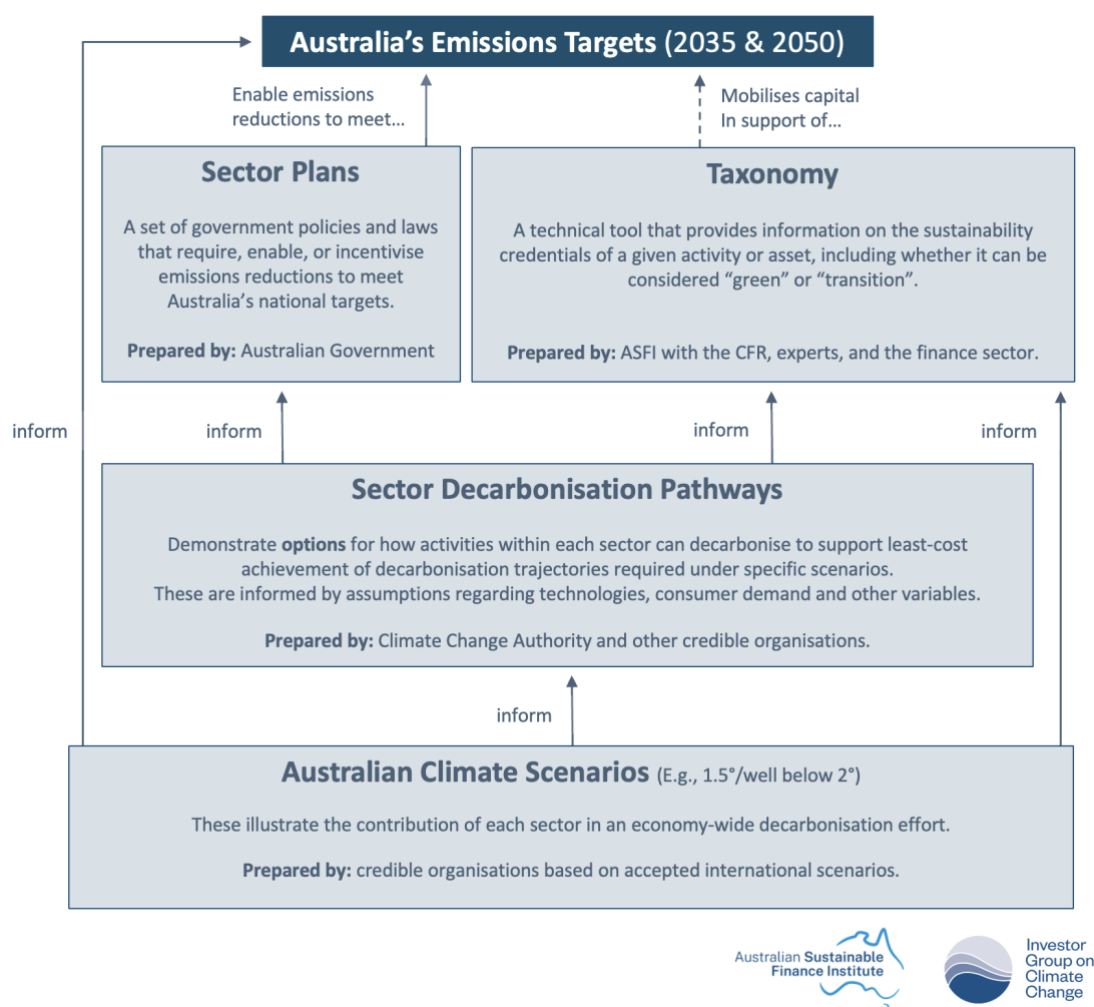 Australia's Emissions Targets (2035 & 2050)
Enable emissions
reductions to meet...
Mobilises capital
In support of...
Sector Plans
A set of government policies and laws
that require, enable, or incentivise
emissions reductions to meet
Australia's national targets.
Prepared by: Australian Government
Taxonomy
A technical tool that provides information on the sustainability
credentials of a given activity or asset, including whether it can be
considered “green” or “transition”.
Prepared by: ASFI with the CFR, experts, and the finance sector.
inform
inform
inform
inform
Sector Decarbonisation Pathways
Demonstrate options for how activities within each sector can decarbonise to support least-cost
achievement of decarbonisation trajectories required under specific scenarios.
These are informed by assumptions regarding technologies, consumer demand and other variables.
Prepared by: Climate Change Authority and other credible organisations.
inform
Australian Climate Scenarios (E.g., 1.5°/well below 2°)
These illustrate the contribution of each sector in an economy-wide decarbonisation effort.
Prepared by: credible organisations based on accepted international scenarios.
Australian Sustainable
Finance Institute
Investor
Group on
Climate
Change